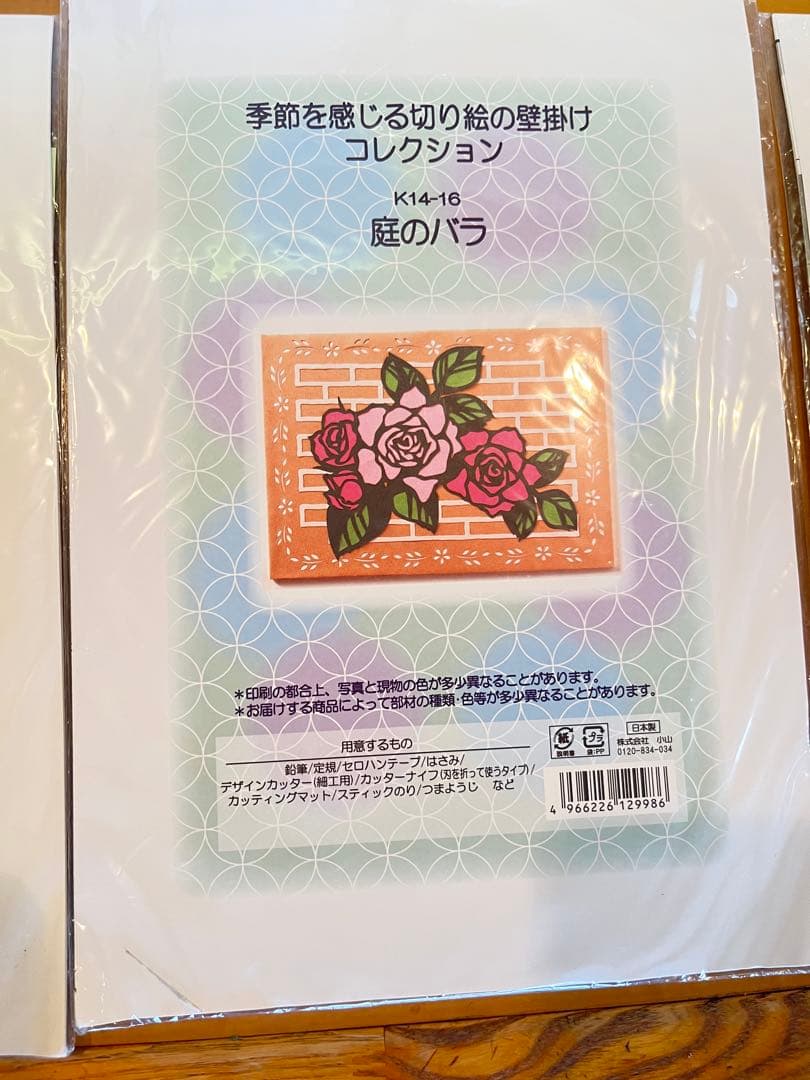 季節を感じる切り絵の壁掛け
コレクション
K14-16
庭のバラ
＊印刷の都合上、写真と現物の色が多少異なることがあります。
＊お届けする商品によって部材の種類・色等が多少異なることがあります。
用意するもの
鉛筆/定規/セロハンテープ/はさみ/
デザインカッター(細工用)/カッターナイフ(刃を折って使うタイプ)/
カッティングマット/スティックのり/つまようじ　など
紙
説明書
プラ
袋:PP
日本製
株式会社　小山
0120-834-034
4 966226 129986